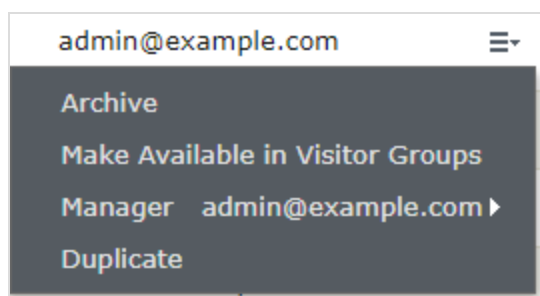 admin@example.com
Archive
Make Available in Visitor Groups
Manager admin@example.com
Duplicate